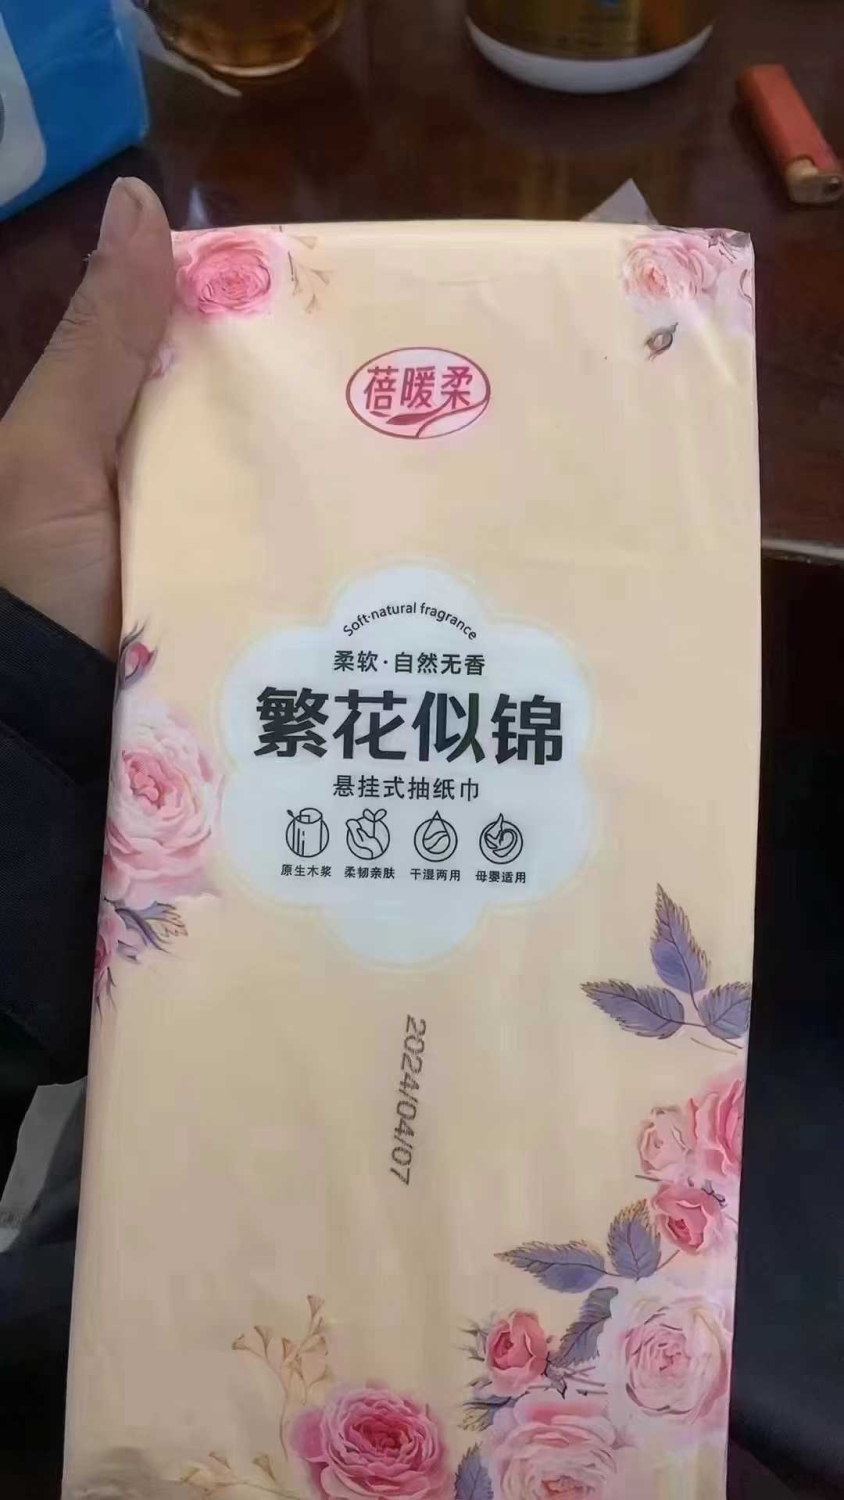 蓓暖柔
Soft·natural fragrance
柔软·自然无香
繁花似锦
悬挂式抽纸巾
原生木浆 柔韧亲肤 干湿两用 母婴适用
2024/04/07